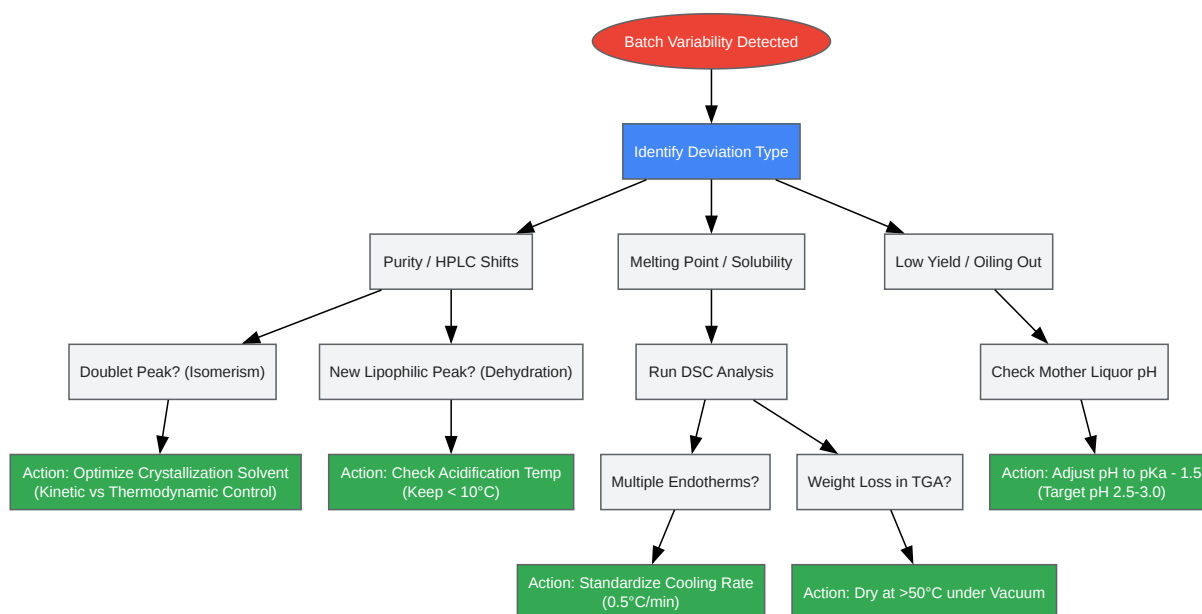 Batch Variability Detected
Identify Deviation Type
Purity / HPLC Shifts
Melting Point / Solubility
Low Yield / Oiling Out
Doublet Peak? (Isomerism)
New Lipophilic Peak? (Dehydration)
Run DSC Analysis
Check Mother Liquor pH
Action: Optimize Crystallization Solvent
(Kinetic vs Thermodynamic Control)
Action: Check Acidification Temp
(Keep < 10°C)
Multiple Endotherms?
Weight Loss in TGA?
Action: Adjust pH to pKa - 1.5
(Target pH 2.5-3.0)
Action: Standardize Cooling Rate
(0.5°C/min)
Action: Dry at >50°C under Vacuum